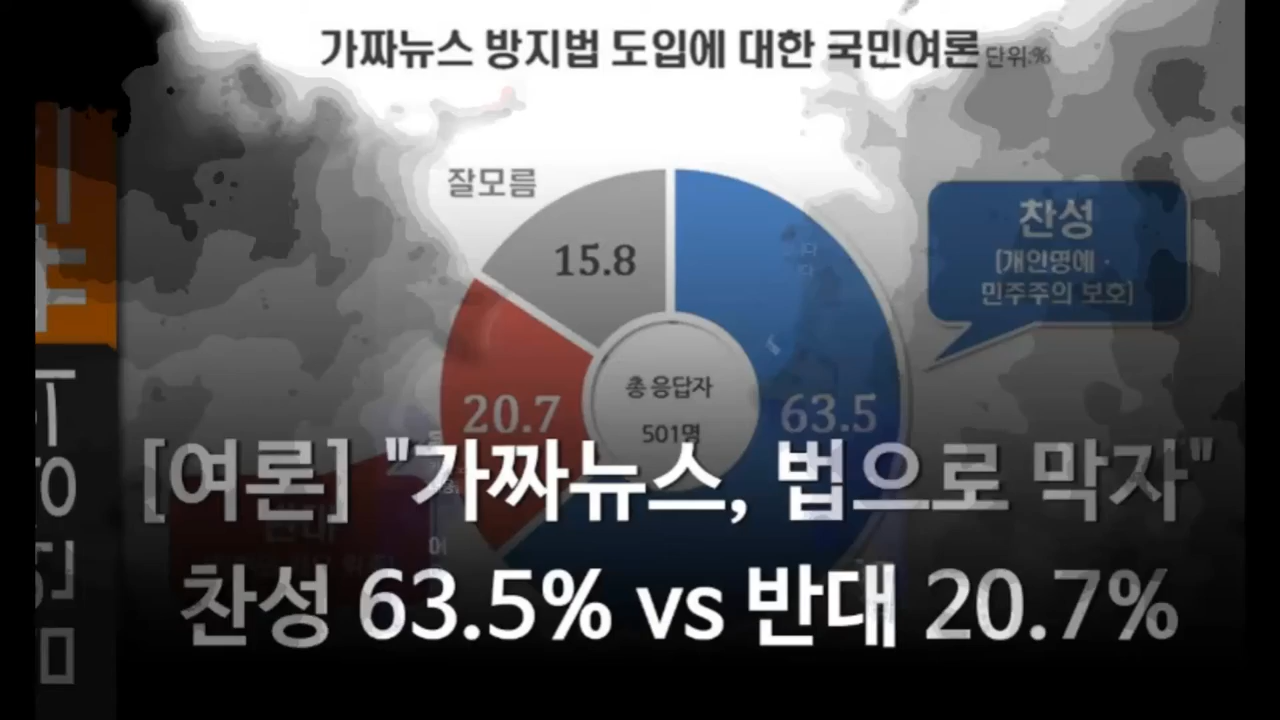 가짜뉴스 방지법 도입에 대한 국민여론 단위:%
잘모름
15.8
찬성
[개인명예·
민주주의 보호]
20.7
63.5
총 응답자
501명
[여론] "가짜뉴스, 법으로 막자"
찬성 63.5% vs 반대 20.7%
반대